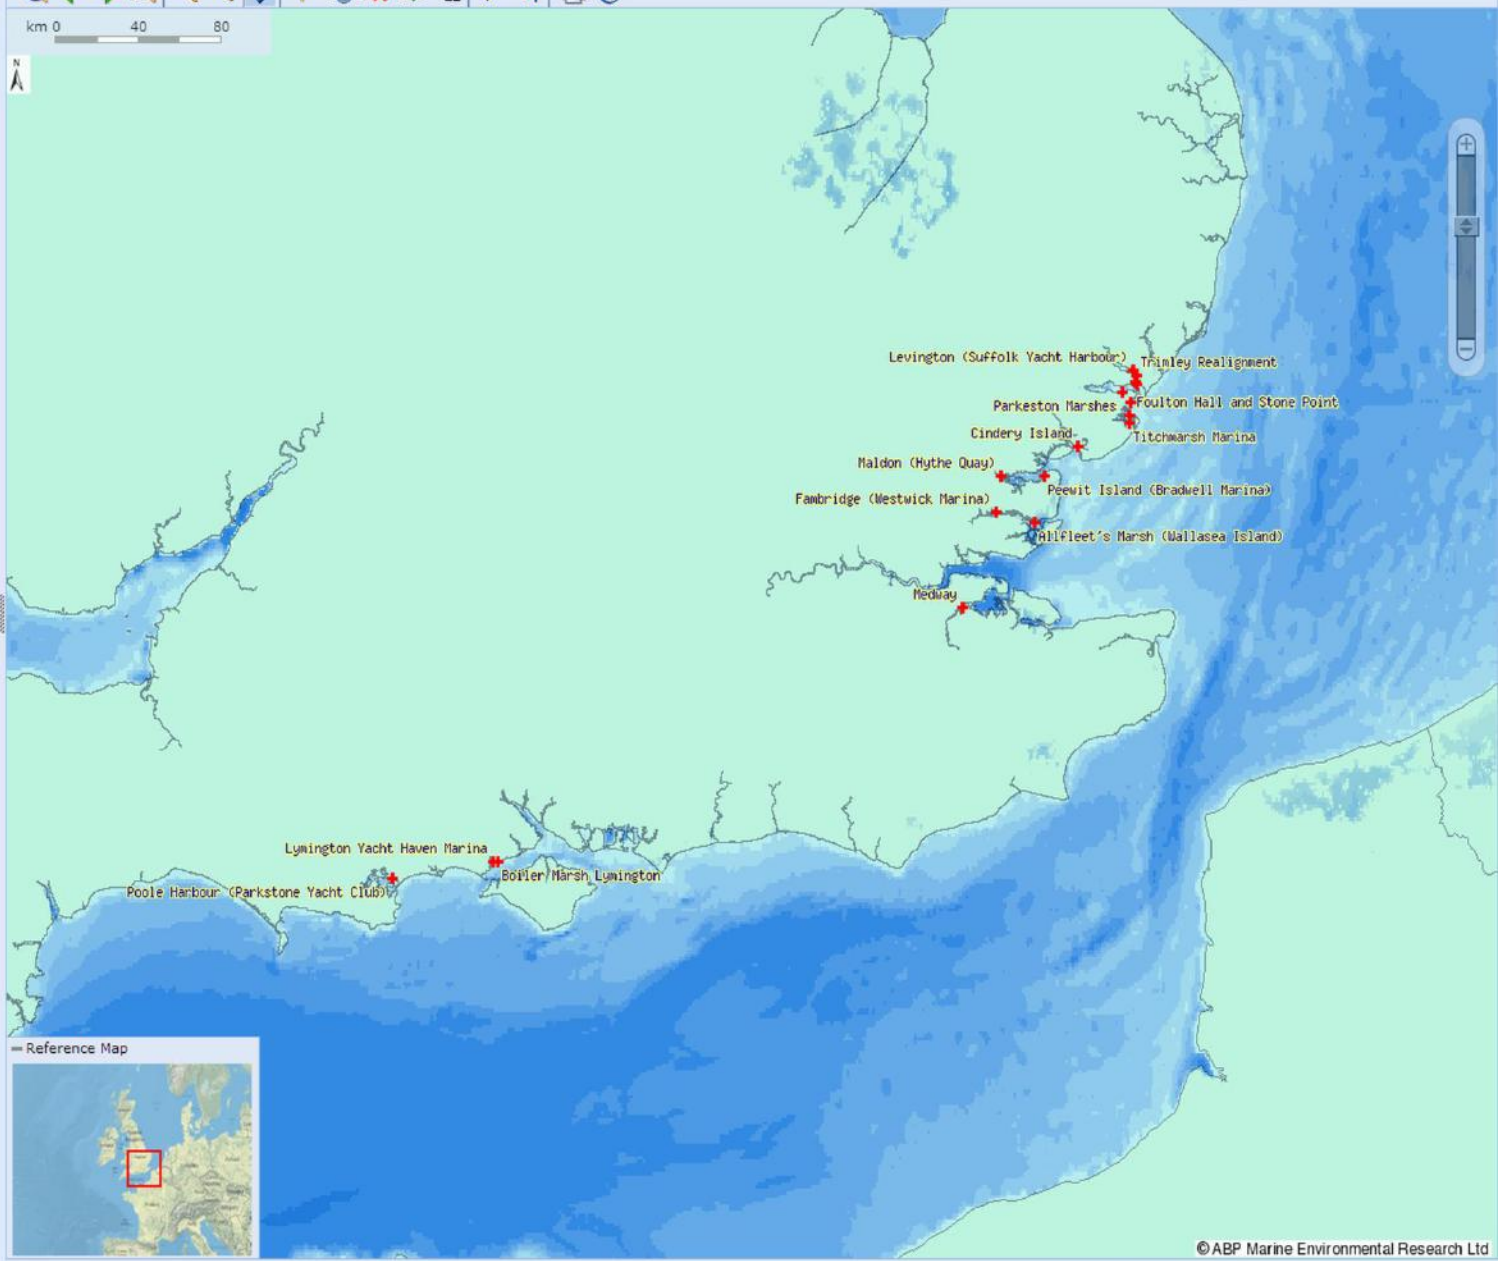 km 0 40 80
N
Levington (Suffolk Yacht Harbour)
Trimley Realignment
Foulton Hall and Stone Point
Parkeston Marshes
Cindery Island
Titchmarsh Marina
Maldon (Hythe Quay)
Peewit Island (Bradwell Marina)
Fambridge (Westwick Marina)
Allfleet's Marsh (Wallasea Island)
Medway
Lymington Yacht Haven Marina
Boiler Marsh Lymington
Poole Harbour (Parkstone Yacht Club)
Reference Map
© ABP Marine Environmental Research Ltd